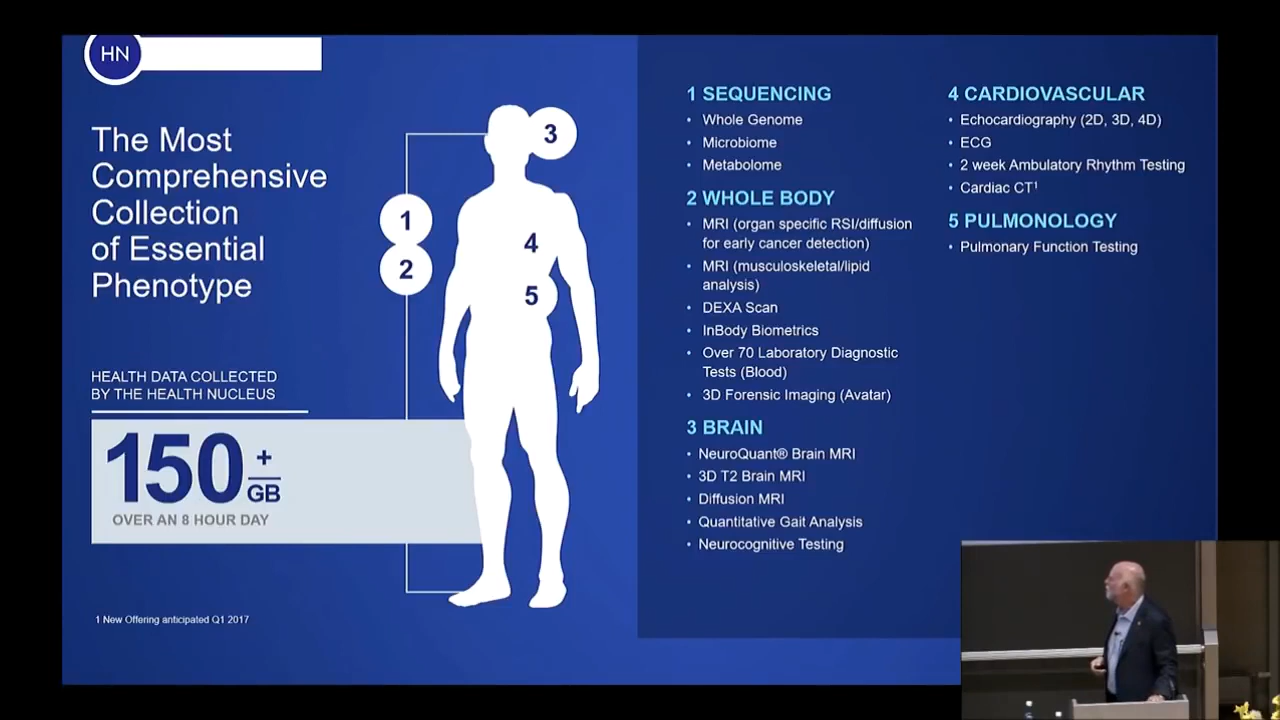 HN
The Most
Comprehensive
Collection
of Essential
Phenotype
HEALTH DATA COLLECTED
BY THE HEALTH NUCLEUS
150+
GB
OVER AN 8 HOUR DAY
1 New Offering anticipated Q1 2017
3
1
2
4
5
1 SEQUENCING
• Whole Genome
• Microbiome
• Metabolome
2 WHOLE BODY
• MRI (organ specific RSI/diffusion
for early cancer detection)
• MRI (musculoskeletal/lipid
analysis)
• DEXA Scan
• InBody Biometrics
• Over 70 Laboratory Diagnostic
Tests (Blood)
• 3D Forensic Imaging (Avatar)
3 BRAIN
• NeuroQuant® Brain MRI
• 3D T2 Brain MRI
• Diffusion MRI
• Quantitative Gait Analysis
• Neurocognitive Testing
4 CARDIOVASCULAR
• Echocardiography (2D, 3D, 4D)
• ECG
• 2 week Ambulatory Rhythm Testing
• Cardiac CT¹
5 PULMONOLOGY
• Pulmonary Function Testing